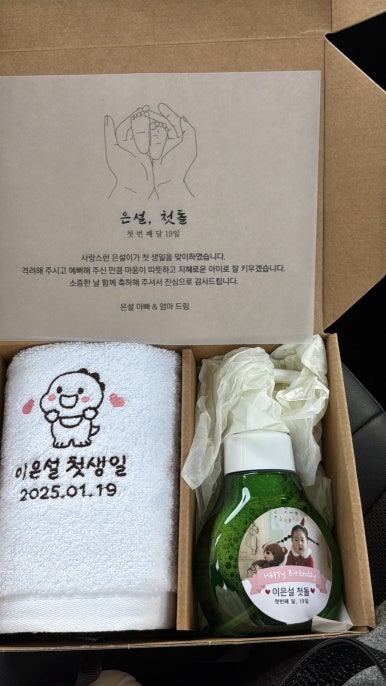 은설, 첫돌
첫 번 째 달 19일
사랑스런 은설이가 첫 생일을 맞이하였습니다.
격려해 주시고 예뻐해 주신 만큼 마음이 따뜻하고 지혜로운 아이로 잘 키우겠습니다.
소중한 날 함께 축하해 주셔서 진심으로 감사드립니다.
은설 아빠 & 엄마 드림
이은설 첫생일
2025.01.19
Happy Birthday
이은설 첫돌
첫번째 달, 19일